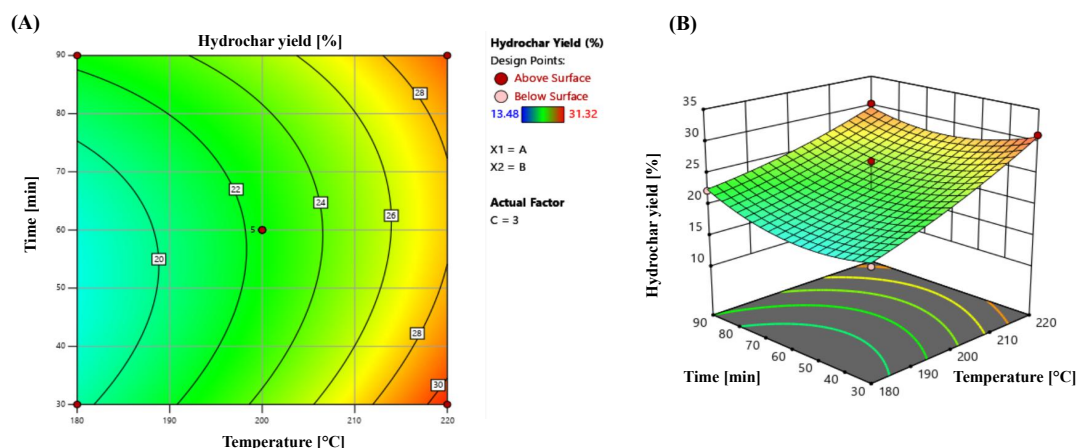 (A)
Hydrochar yield [%]
90
80
70
60
50
40
30
Time [min]
28
22
24
26
5
20
28
30
180
190
200
210
220
Temperature [°C]
Hydrochar Yield (%)
Design Points:
Above Surface
Below Surface
13.48
31.32
X1 = A
X2 = B
Actual Factor
C = 3
(B)
35
30
25
20
15
10
Hydrochar yield [%]
90
80
70
60
50
40
30
Time [min]
180
190
200
210
220
Temperature [°C]